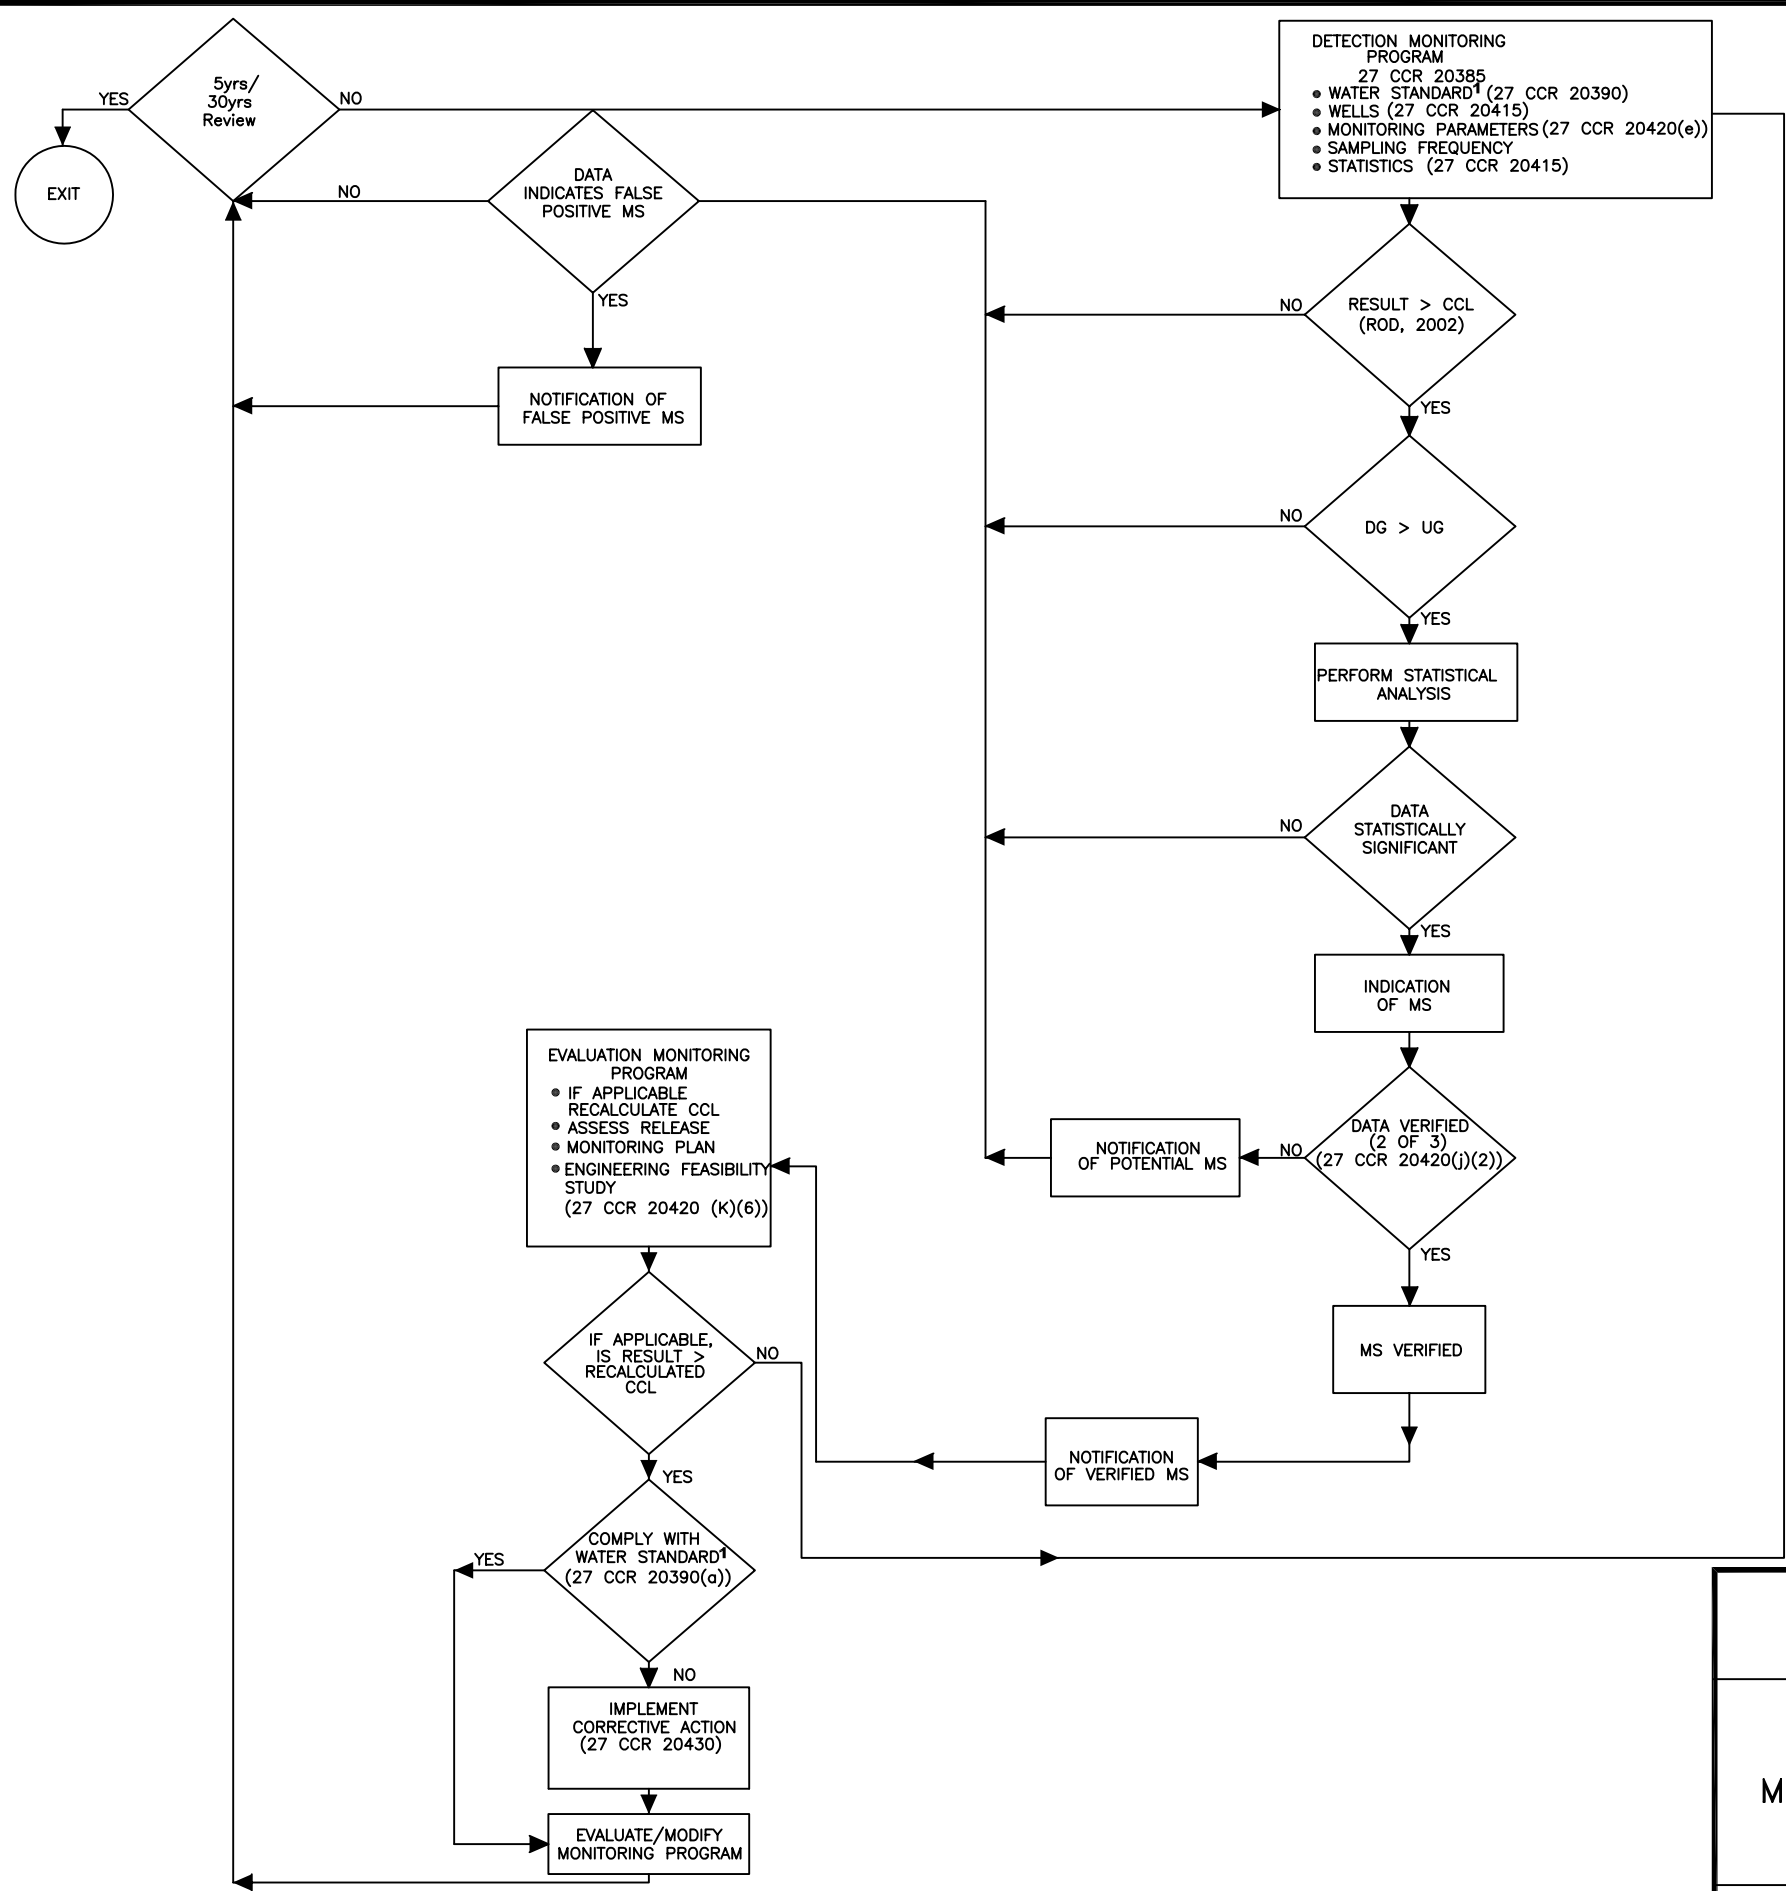 5yrs/
30yrs
Review
YES
NO
EXIT
DATA
INDICATES FALSE
POSITIVE MS
NO
YES
NOTIFICATION OF
FALSE POSITIVE MS
DETECTION MONITORING
PROGRAM
27 CCR 20385
• WATER STANDARD¹ (27 CCR 20390)
• WELLS (27 CCR 20415)
• MONITORING PARAMETERS (27 CCR 20420(e))
• SAMPLING FREQUENCY
• STATISTICS (27 CCR 20415)
RESULT > CCL
(ROD, 2002)
NO
YES
DG > UG
NO
YES
PERFORM STATISTICAL
ANALYSIS
DATA
STATISTICALLY
SIGNIFICANT
NO
YES
INDICATION
OF MS
DATA VERIFIED
(2 OF 3)
(27 CCR 20420(j)(2))
NO
YES
NOTIFICATION
OF POTENTIAL MS
MS VERIFIED
NOTIFICATION
OF VERIFIED MS
EVALUATION MONITORING
PROGRAM
• IF APPLICABLE
RECALCULATE CCL
• ASSESS RELEASE
• MONITORING PLAN
• ENGINEERING FEASIBILITY
STUDY
(27 CCR 20420 (K)(6))
IF APPLICABLE,
IS RESULT >
RECALCULATED
CCL
NO
YES
COMPLY WITH
WATER STANDARD¹
(27 CCR 20390(a))
YES
NO
IMPLEMENT
CORRECTIVE ACTION
(27 CCR 20430)
EVALUATE/MODIFY
MONITORING PROGRAM
M